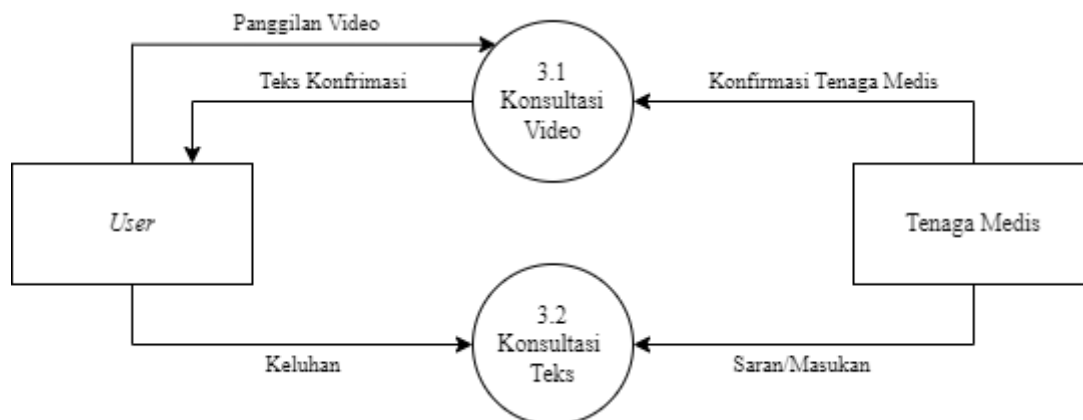 Panggilan Video
3.1
Konsultasi
Video
Teks Konfrimasi
Konfirmasi Tenaga Medis
User
Tenaga Medis
3.2
Konsultasi
Teks
Keluhan
Saran/Masukan